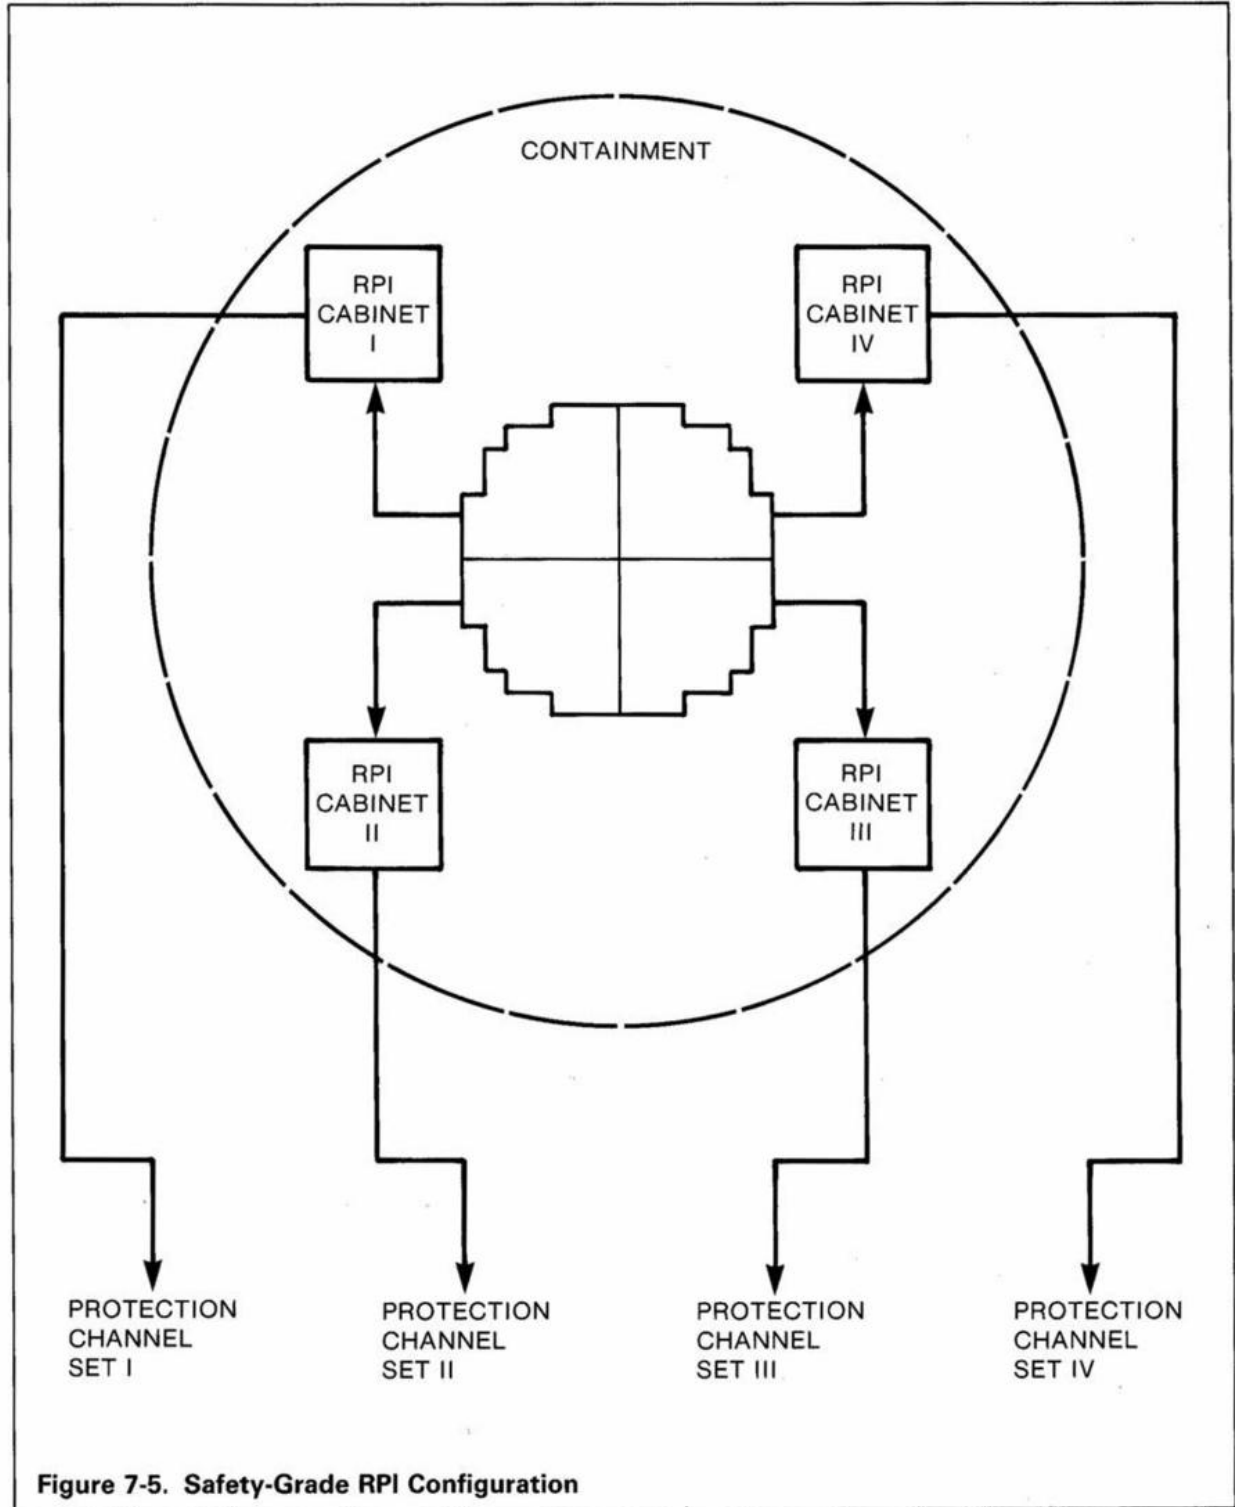 CONTAINMENT
RPI
CABINET
I
RPI
CABINET
IV
RPI
CABINET
II
RPI
CABINET
III
PROTECTION
CHANNEL
SET I
PROTECTION
CHANNEL
SET II
PROTECTION
CHANNEL
SET III
PROTECTION
CHANNEL
SET IV
Figure 7-5. Safety-Grade RPI Configuration